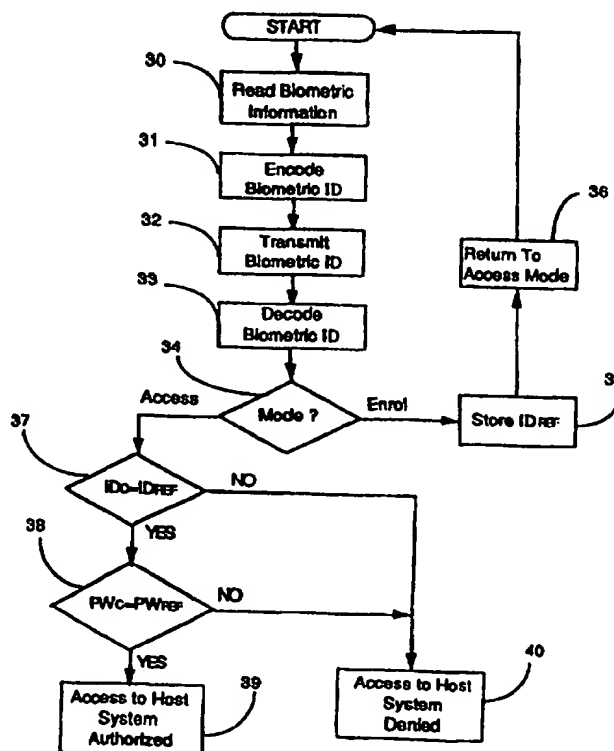 START
30
Read Biometric
Information
31
Encode
Biometric ID
32
Transmit
Biometric ID
33
Decode
Biometric ID
36
Return To
Access Mode
34
Mode ?
Access
Enrol
Store IDREF
3
37
IDC=IDREF
NO
YES
38
PWC=PWREF
NO
YES
Access to Host
System
Authorized
39
Access to Host
System
Denied
40